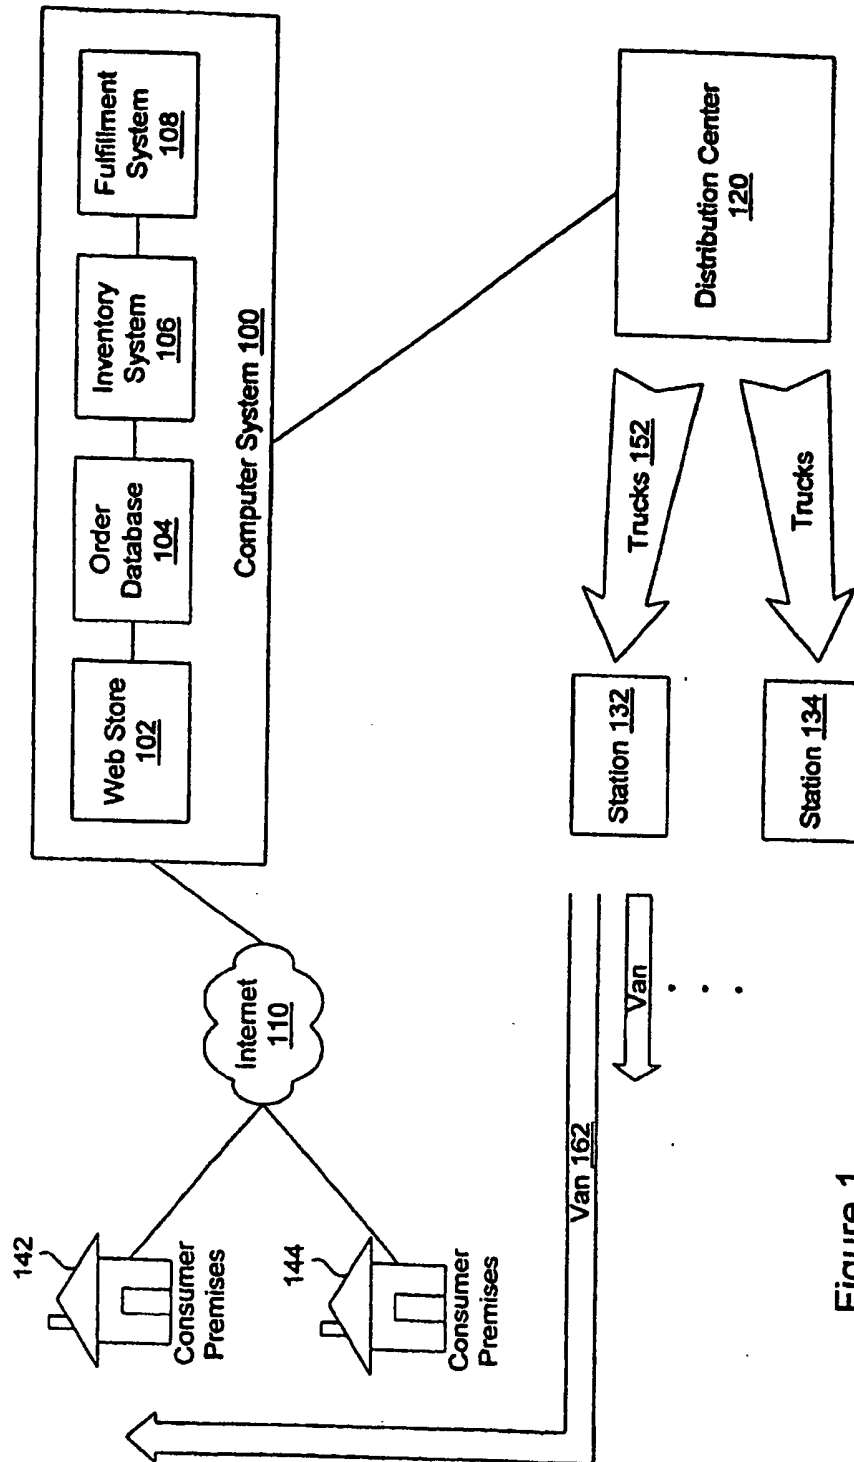 Fulfillment
System
108
Inventory
System
106
Order
Database
104
Web Store
102
Computer System 100
Internet
110
142
Consumer
Premises
144
Consumer
Premises
Distribution Center
120
Trucks 152
Trucks
Station 132
Station 134
Van
Van 162
Figure 1